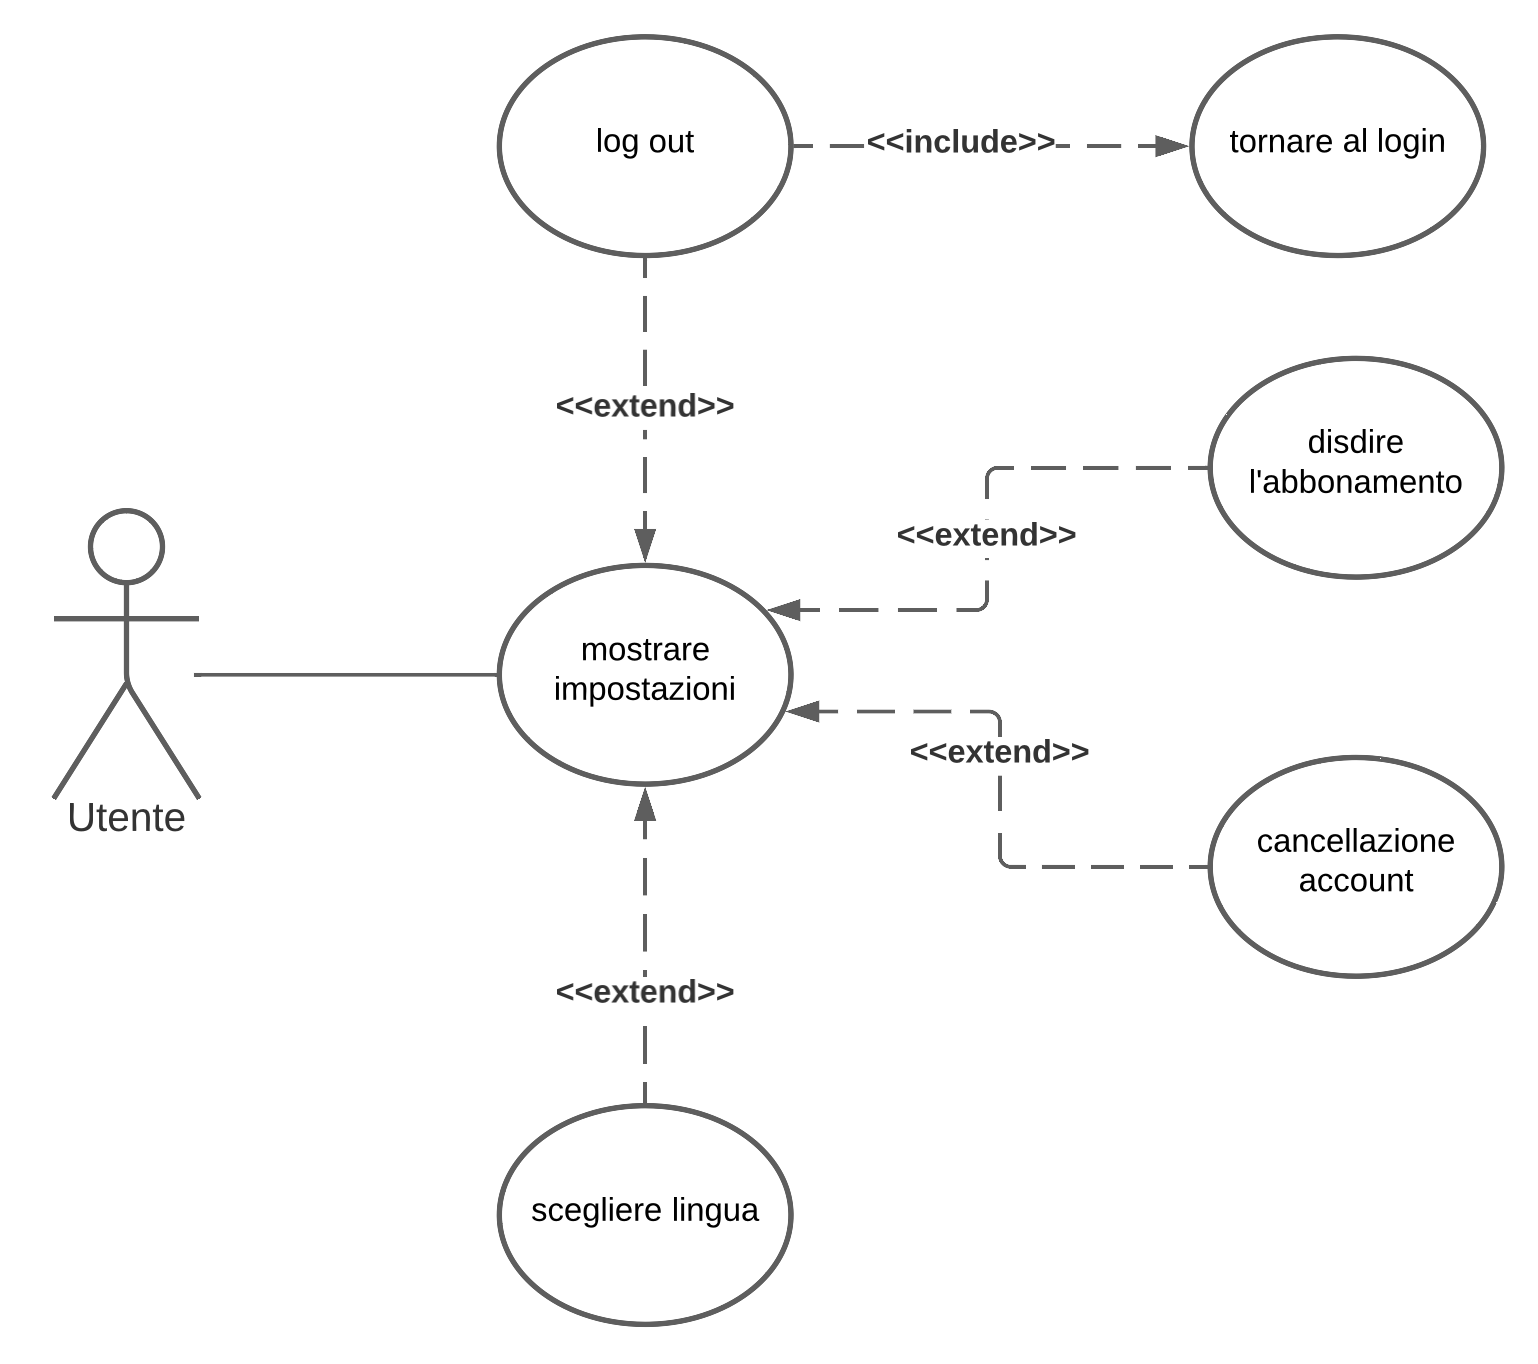 log out
<<include>>
tornare al login
<<extend>>
disdire
l'abbonamento
<<extend>>
mostrare
impostazioni
<<extend>>
Utente
cancellazione
account
<<extend>>
scegliere lingua